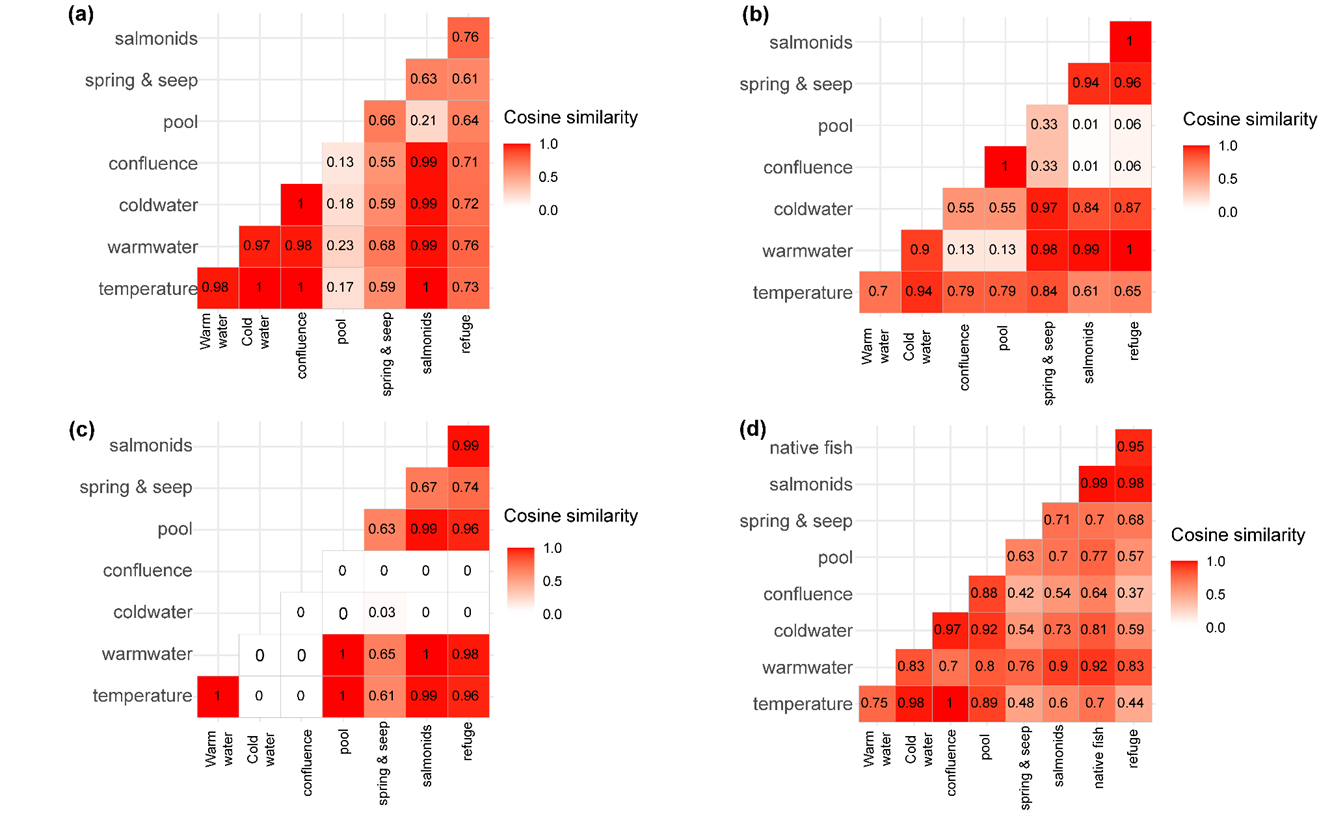 (a)
salmonids 0.76
spring & seep 0.63 0.61
pool 0.66 0.21 0.64
confluence 0.13 0.55 0.99 0.71
coldwater 1 0.18 0.59 0.99 0.72
warmwater 0.97 0.98 0.23 0.68 0.99 0.76
temperature 0.98 1 1 0.17 0.59 1 0.73
Warm water
Cold water
confluence
pool
spring & seep
salmonids
refuge
Cosine similarity
1.0
0.5
0.0
(b)
salmonids 1
spring & seep 0.94 0.96
pool 0.33 0.01 0.06
confluence 1 0.33 0.01 0.06
coldwater 0.55 0.55 0.97 0.84 0.87
warmwater 0.9 0.13 0.13 0.98 0.99 1
temperature 0.7 0.94 0.79 0.79 0.84 0.61 0.65
Warm water
Cold water
confluence
pool
spring & seep
salmonids
refuge
Cosine similarity
1.0
0.5
0.0
(c)
salmonids 0.99
spring & seep 0.67 0.74
pool 0.63 0.99 0.96
confluence 0 0 0 0
coldwater 0 0 0.03 0 0
warmwater 0 0 1 0.65 1 0.98
temperature 1 0 0 1 0.61 0.99 0.96
Warm water
Cold water
confluence
pool
spring & seep
salmonids
refuge
Cosine similarity
1.0
0.5
0.0
(d)
native fish 0.95
salmonids 0.99 0.98
spring & seep 0.71 0.7 0.68
pool 0.63 0.7 0.77 0.57
confluence 0.88 0.42 0.54 0.64 0.37
coldwater 0.97 0.92 0.54 0.73 0.81 0.59
warmwater 0.83 0.7 0.8 0.76 0.9 0.92 0.83
temperature 0.75 0.98 1 0.89 0.48 0.6 0.7 0.44
Warm water
Cold water
confluence
pool
spring & seep
salmonids
native fish
refuge
Cosine similarity
1.0
0.5
0.0